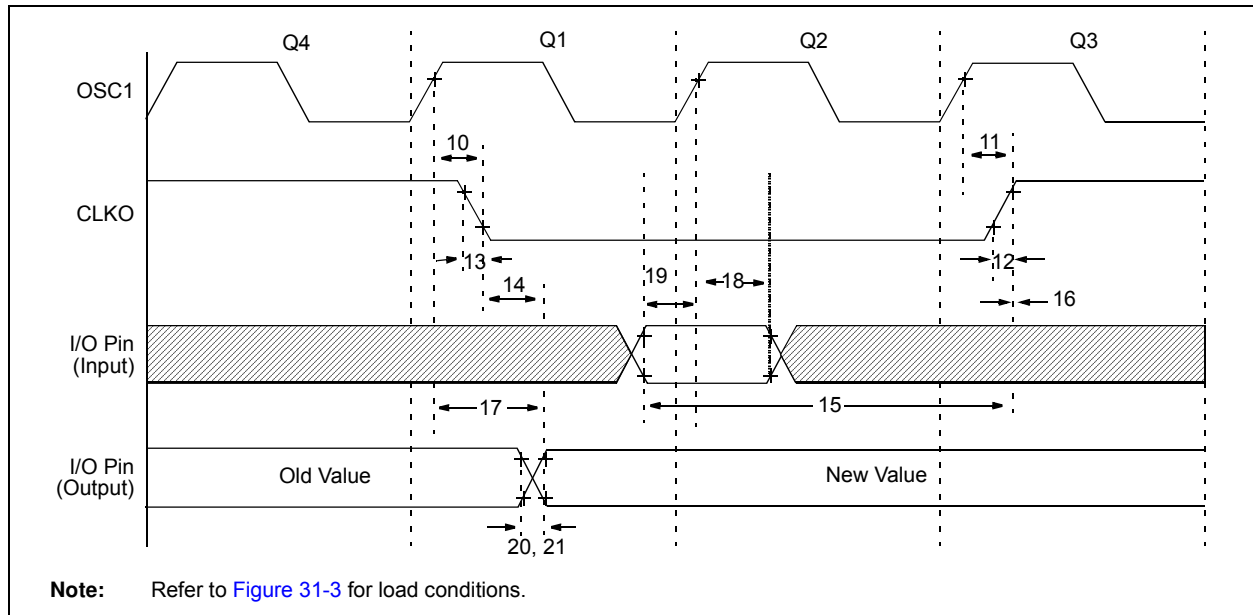 Q4 Q1 Q2 Q3
OSC1
10 11
CLKO
13 12
14 19 18 16
I/O Pin
(Input)
17 15
I/O Pin
(Output)
Old Value New Value
20, 21
Note: Refer to Figure 31-3 for load conditions.